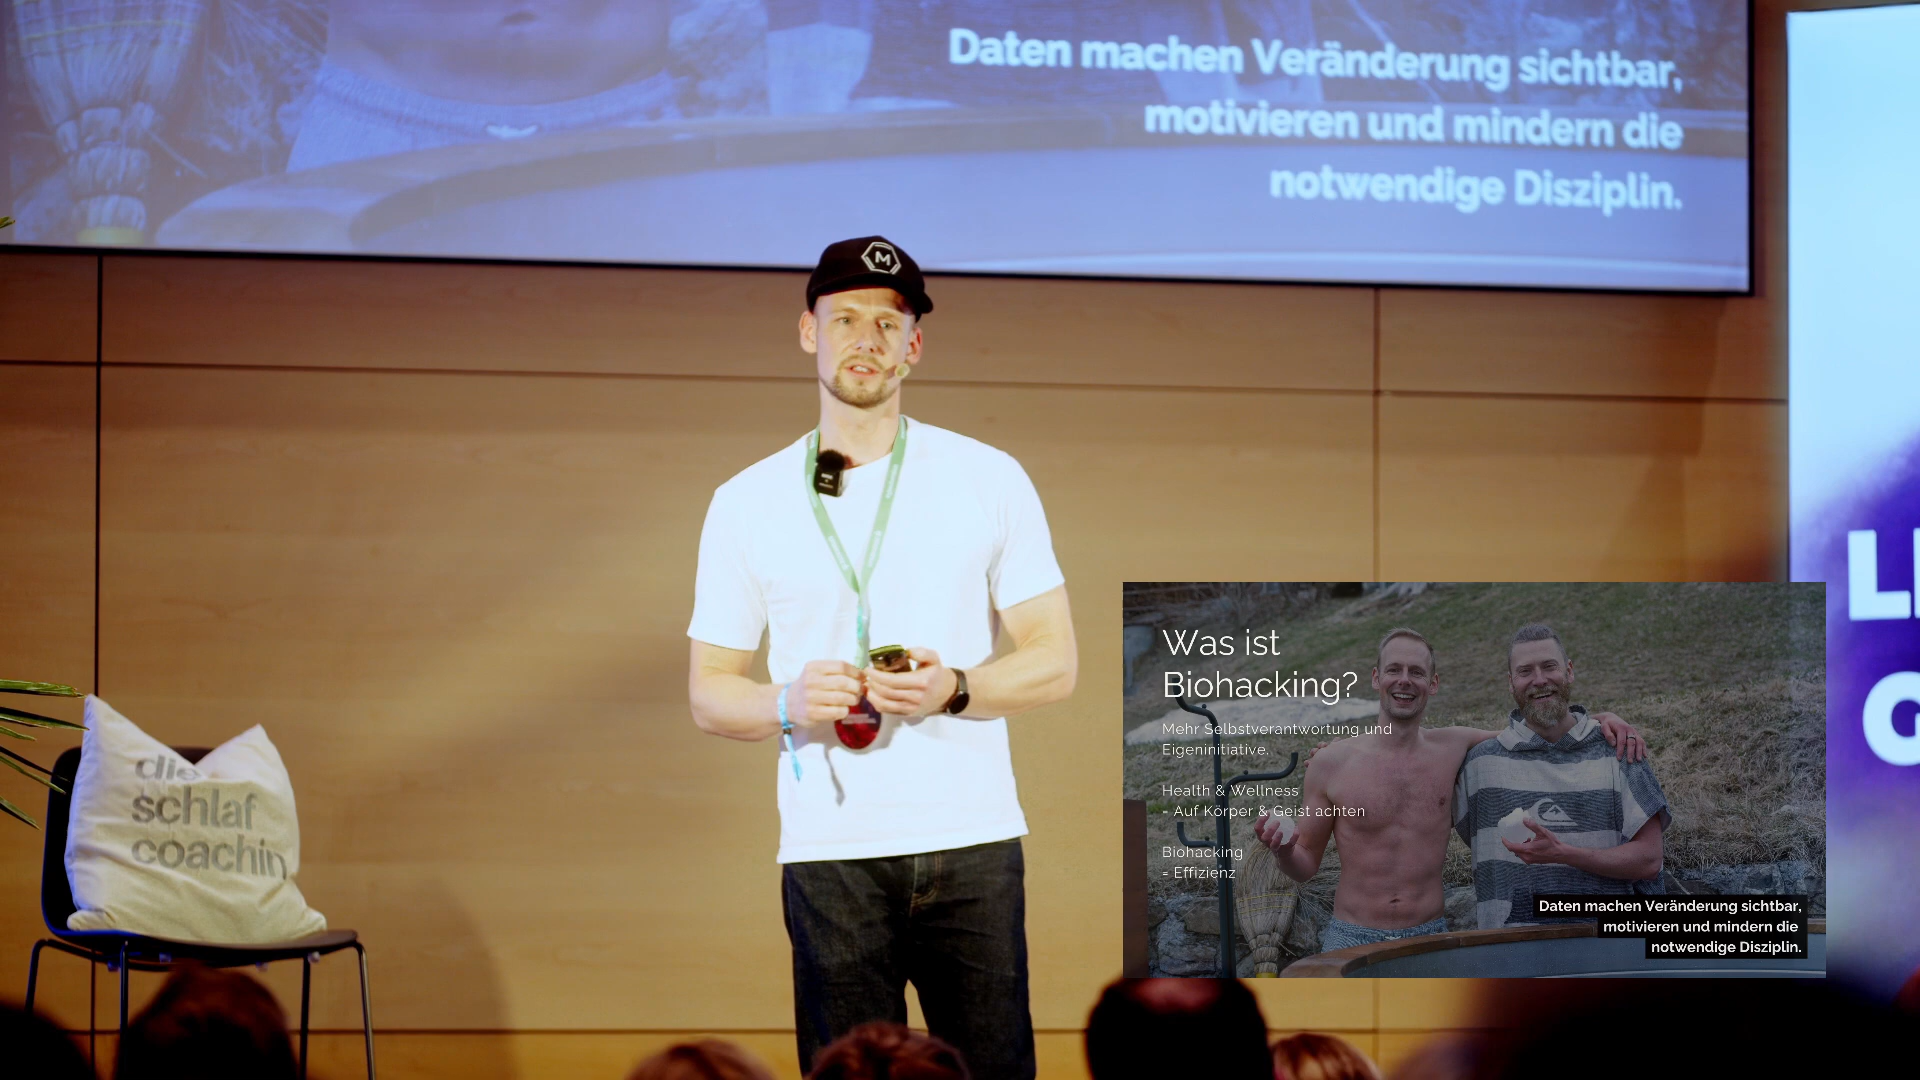 Daten machen Veränderung sichtbar,
motivieren und mindern die
notwendige Disziplin.
M
die
schlaf
coachin
Was ist
Biohacking?
Mehr Selbstverantwortung und
Eigeninitiative.
Health & Wellness
- Auf Körper & Geist achten
Biohacking
= Effizienz
Daten machen Veränderung sichtbar,
motivieren und mindern die
notwendige Disziplin.